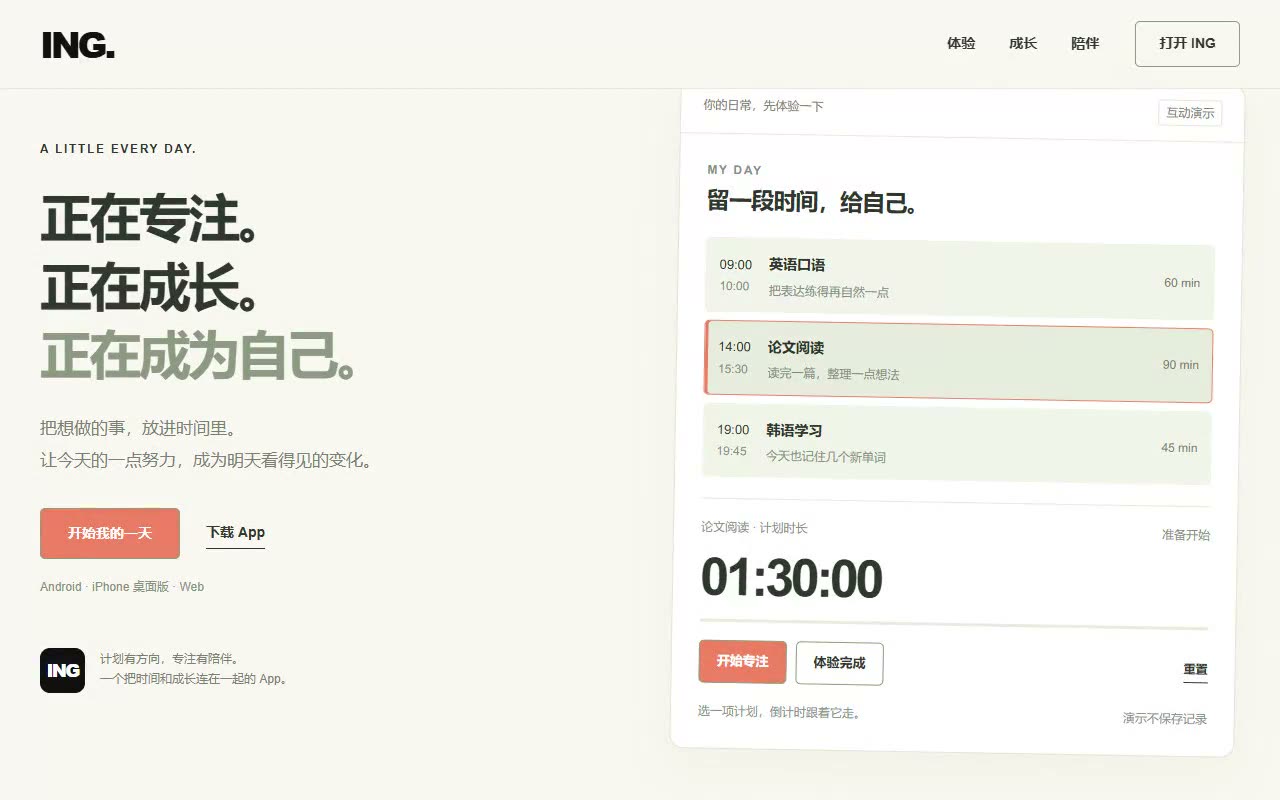 ING.
体验
成长
陪伴
打开 ING
A LITTLE EVERY DAY.
正在专注。
正在成长。
正在成为自己。
把想做的事，放进时间里。
让今天的一点努力，成为明天看得见的变化。
开始我的一天
下载 App
Android · iPhone 桌面版 · Web
ING
计划有方向，专注有陪伴。
一个把时间和成长连在一起的 App。
你的日常，先体验一下
互动演示
MY DAY
留一段时间，给自己。
09:00 英语口语
10:00 把表达练得再自然一点
60 min
14:00 论文阅读
15:30 读完一篇，整理一点想法
90 min
19:00 韩语学习
19:45 今天也记住几个新单词
45 min
论文阅读 · 计划时长
准备开始
01:30:00
开始专注
体验完成
重置
选一项计划，倒计时跟着它走。
演示不保存记录